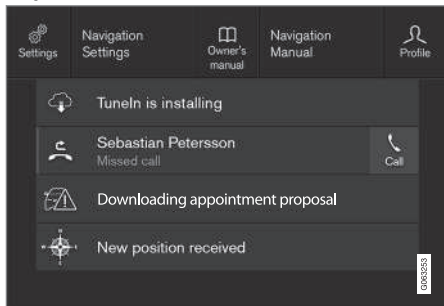 Settings
Navigation
Settings
Owner's
manual
Navigation
Manual
Profile
TuneIn is installing
Sebastian Petersson
Missed call
Call
Downloading appointment proposal
New position received
G063253